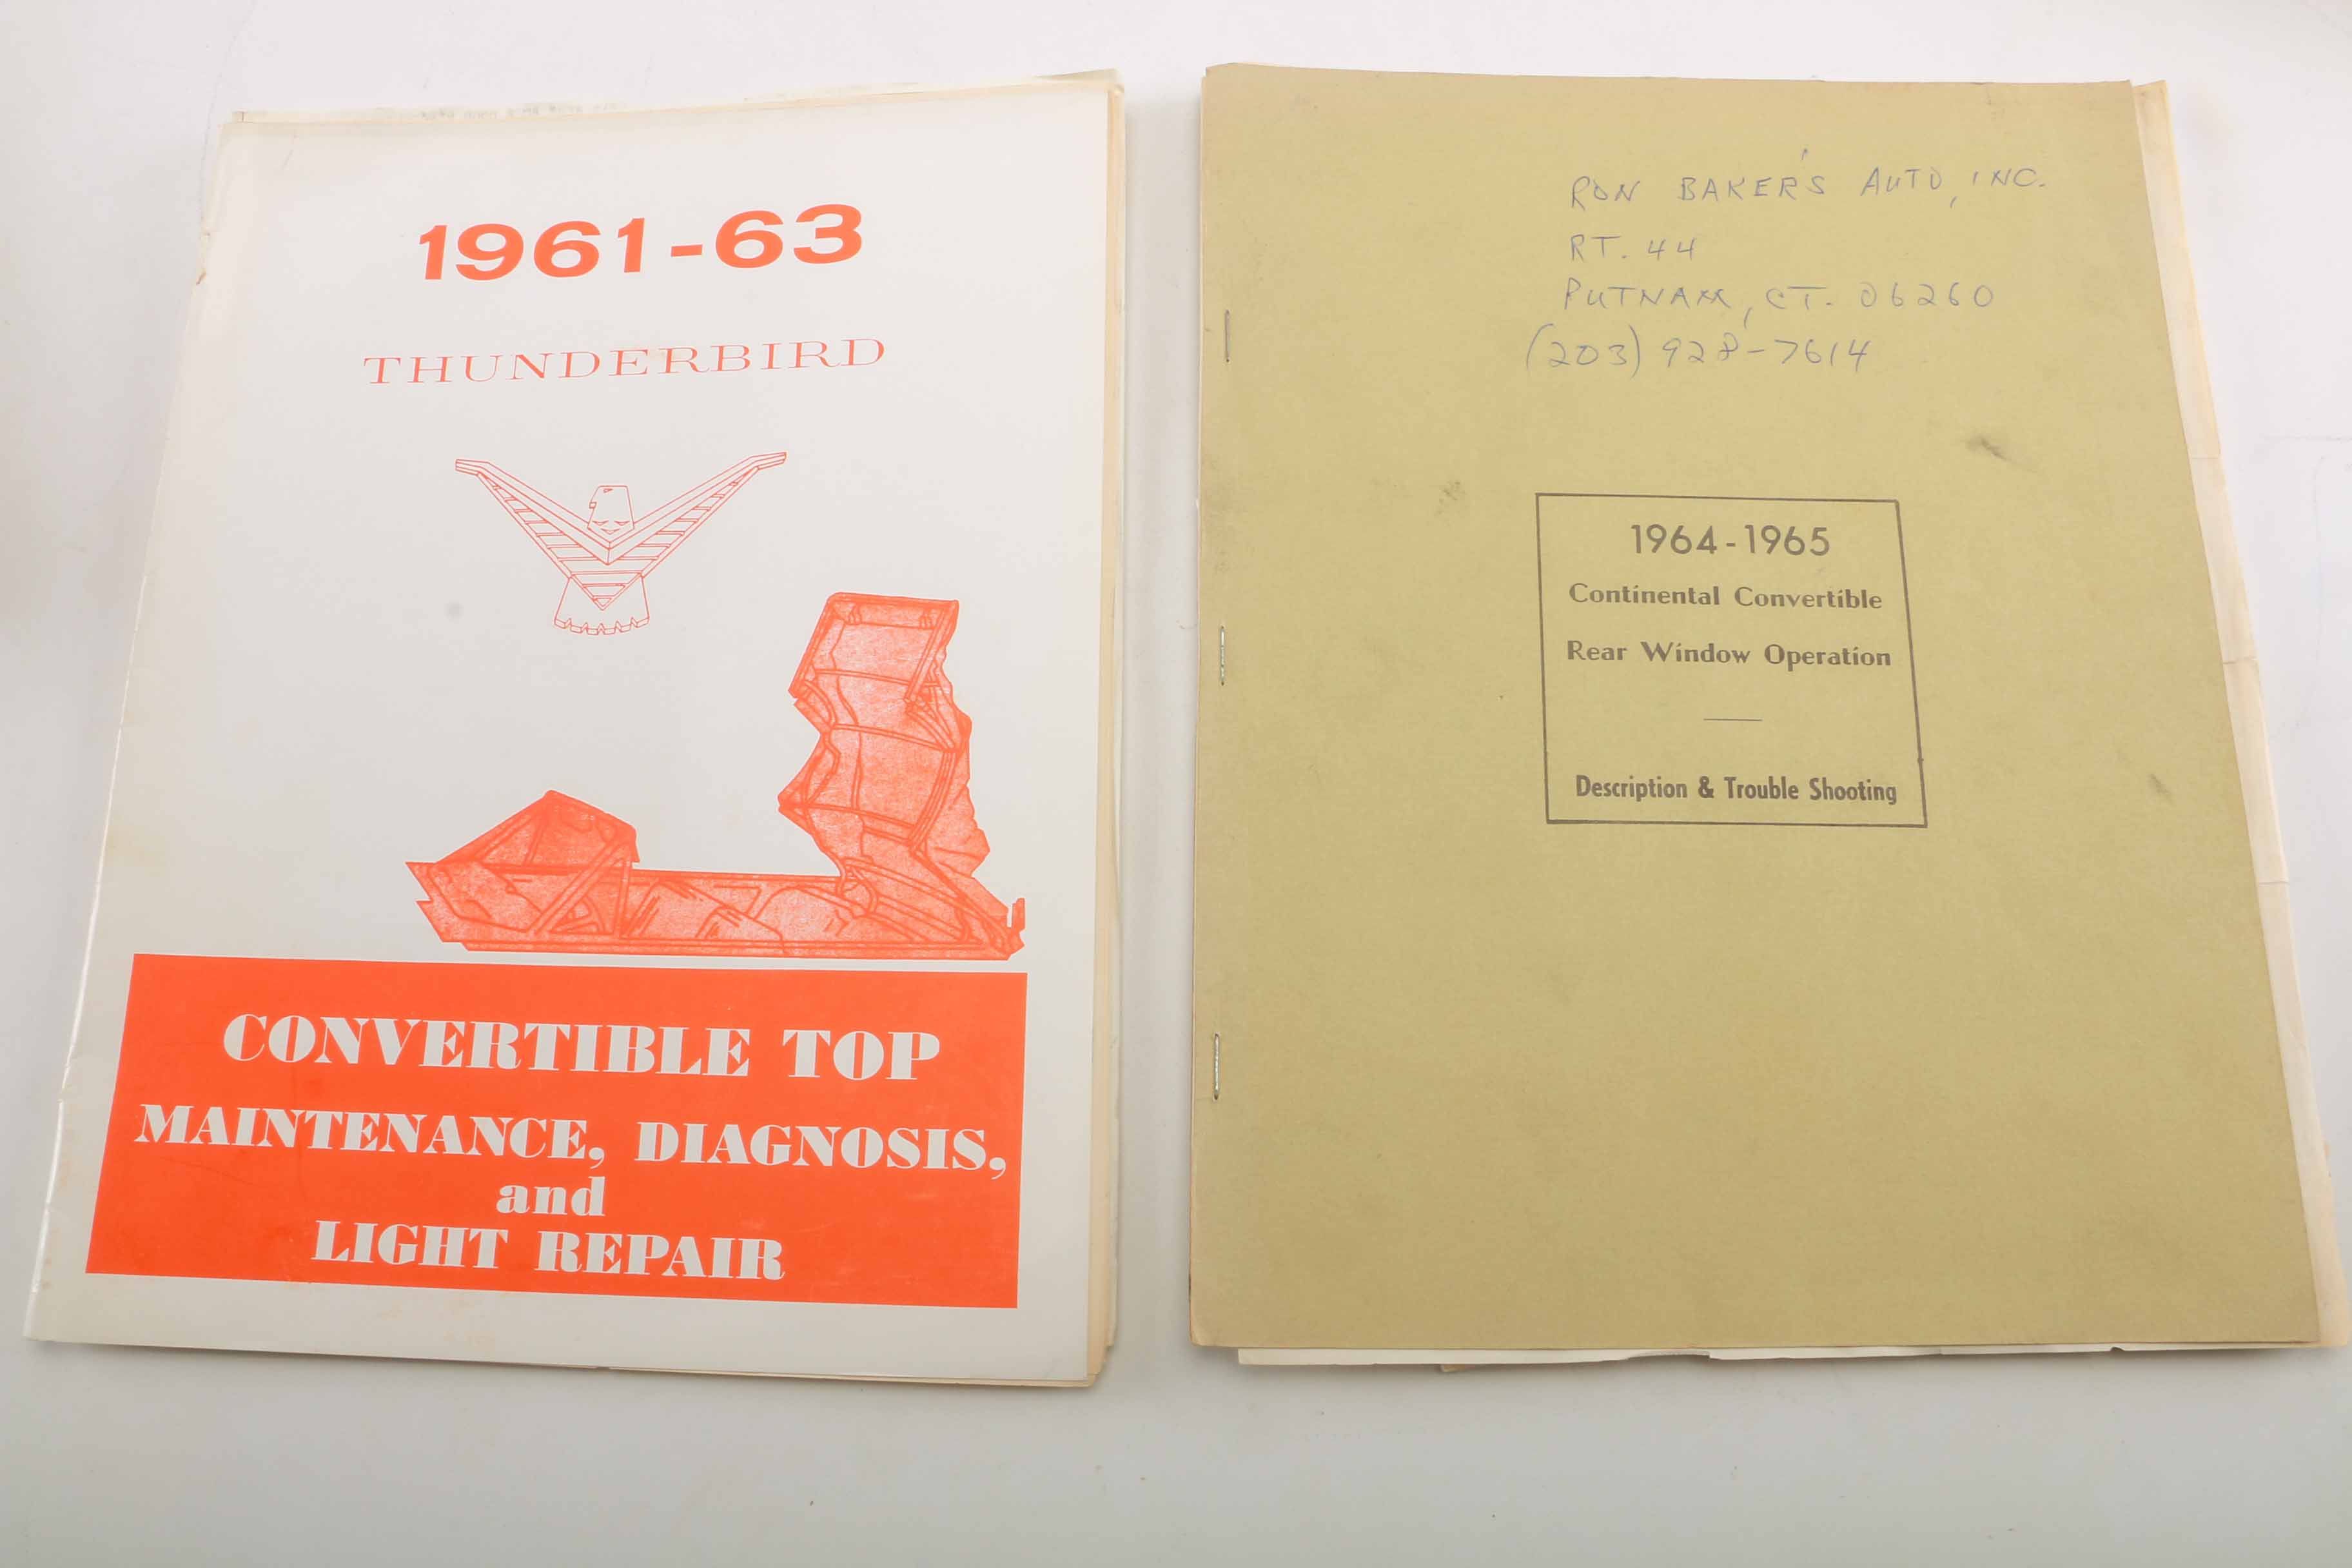 1961-63
THUNDERBIRD
CONVERTIBLE TOP
MAINTENANCE, DIAGNOSIS,
and
LIGHT REPAIR
RON BAKER'S AUTO, INC.
RT. 44
PUTNAM, CT. 06260
(203) 928-7614
1964-1965
Continental Convertible
Rear Window Operation
Description & Trouble Shooting